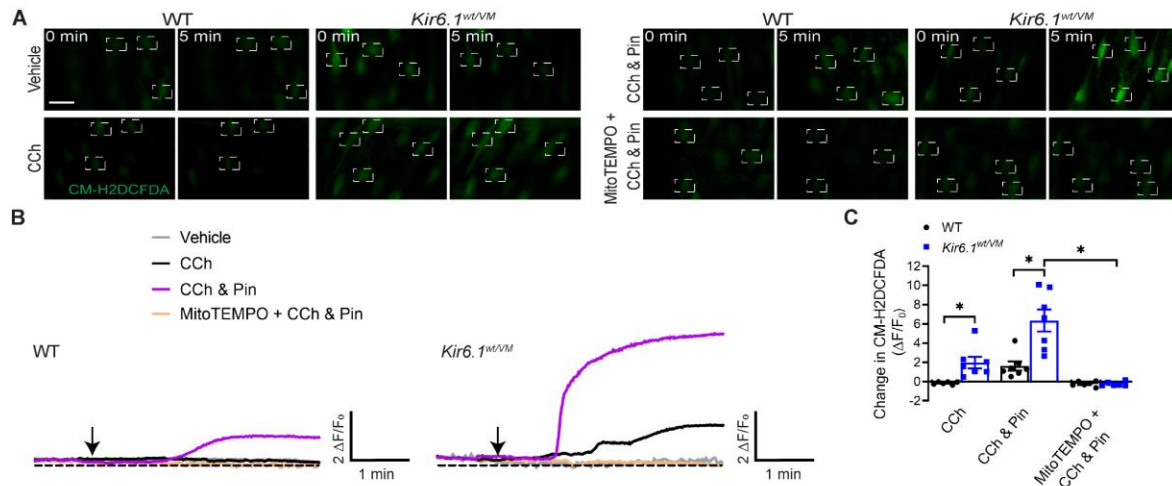 A
WT
Kir6.1wt/VM
WT
Kir6.1wt/VM
Vehicle
0 min
5 min
0 min
5 min
CCh & Pin
0 min
5 min
0 min
5 min
CCh
CM-H2DCFDA
MitoTEMPO +
CCh & Pin
B
Vehicle
CCh
CCh & Pin
MitoTEMPO + CCh & Pin
WT
2 ΔF/F₀
1 min
Kir6.1wt/VM
2 ΔF/F₀
1 min
C
WT
Kir6.1wt/VM
Change in CM-H2DCFDA
(ΔF/F₀)
12
10
8
6
4
2
0
-2
*
*
*
CCh
CCh & Pin
MitoTEMPO +
CCh & Pin